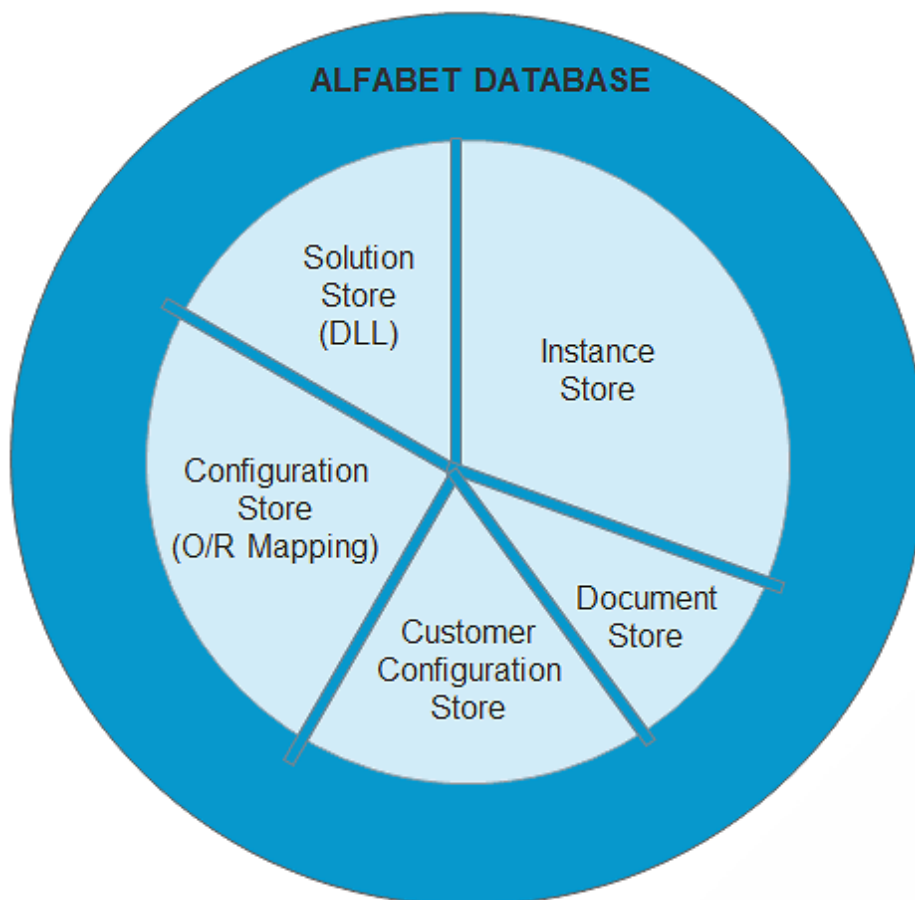 ALFABET DATABASE
Solution
Store
(DLL)
Instance
Store
Configuration
Store
(O/R Mapping)
Document
Store
Customer
Configuration
Store